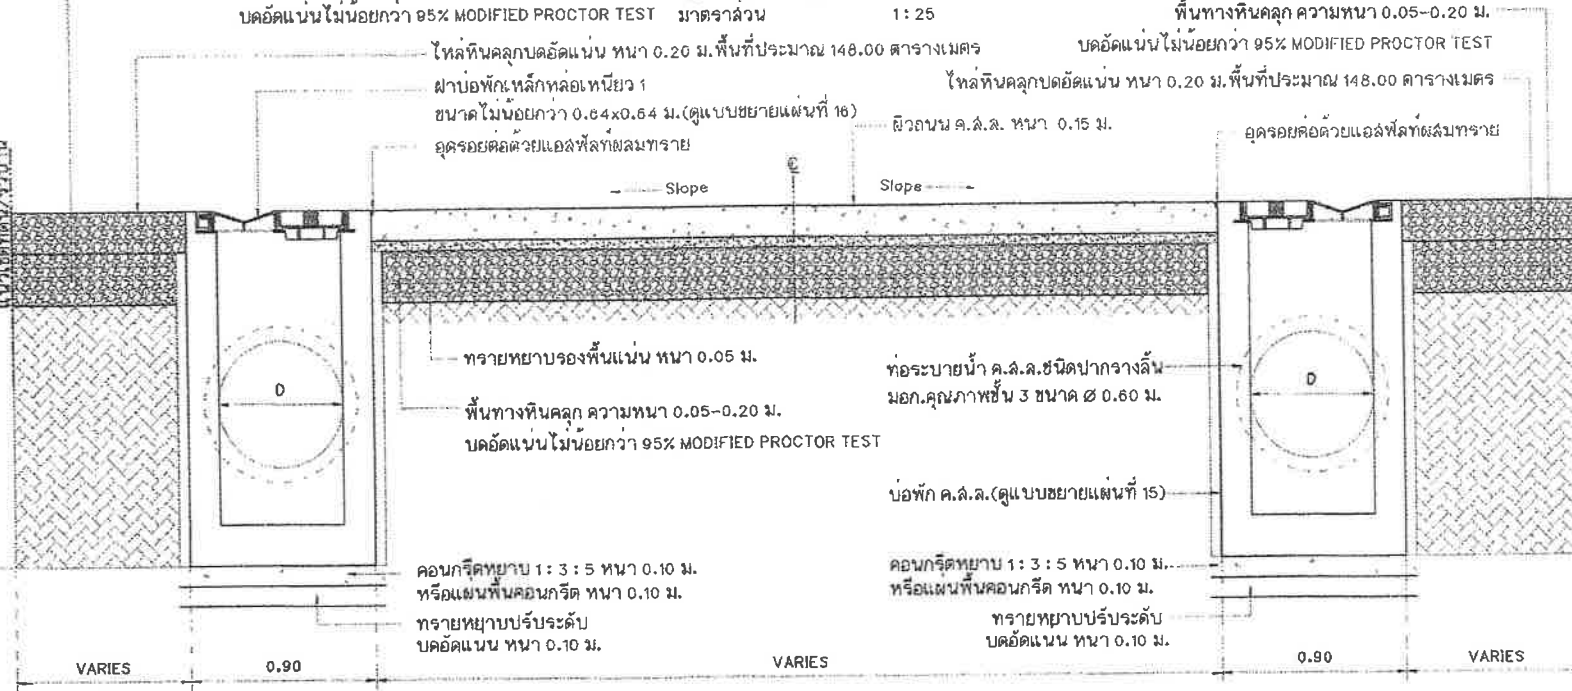 บดอัดแน่นไม่น้อยกว่า 95% MODIFIED PROCTOR TEST
มาตราส่วน 1 : 25
พื้นทางหินคลุก ความหนา 0.05-0.20 ม.
บดอัดแน่นไม่น้อยกว่า 95% MODIFIED PROCTOR TEST
ไหล่หินคลุกบดอัดแน่น หนา 0.20 ม.พื้นที่ประมาณ 148.00 ตารางเมตร
ไหล่หินคลุกบดอัดแน่น หนา 0.20 ม.พื้นที่ประมาณ 148.00 ตารางเมตร
ฝาบ่อพักเหล็กหล่อเหนียว 1
ขนาดไม่น้อยกว่า 0.64x0.64 ม.(ดูแบบขยายแผ่นที่ 16)
อุดรอยต่อด้วยแอสฟัลท์ผสมทราย
ผิวถนน ค.ส.ล. หนา 0.15 ม.
อุดรอยต่อด้วยแอสฟัลท์ผสมทราย
Slope
Slope
ทรายหยาบรองพื้นแน่น หนา 0.05 ม.
พื้นทางหินคลุก ความหนา 0.05-0.20 ม.
บดอัดแน่นไม่น้อยกว่า 95% MODIFIED PROCTOR TEST
ท่อระบายน้ำ ค.ส.ล.ชนิดปากรางลิ้น
มอก.คุณภาพชั้น 3 ขนาด Ø 0.60 ม.
D
D
บ่อพัก ค.ส.ล.(ดูแบบขยายแผ่นที่ 15)
คอนกรีตหยาบ 1 : 3 : 5 หนา 0.10 ม.
หรือแผ่นพื้นคอนกรีต หนา 0.10 ม.
ทรายหยาบปรับระดับ
บดอัดแน่น หนา 0.10 ม.
คอนกรีตหยาบ 1 : 3 : 5 หนา 0.10 ม.
หรือแผ่นพื้นคอนกรีต หนา 0.10 ม.
ทรายหยาบปรับระดับ
บดอัดแน่น หนา 0.10 ม.
VARIES
0.90
VARIES
0.90
VARIES